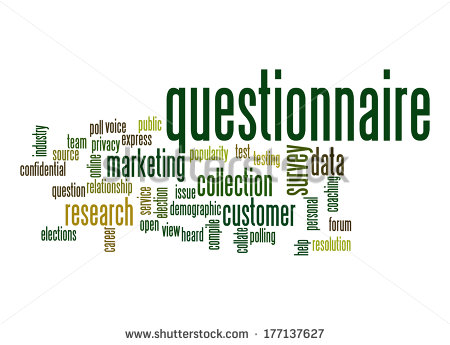 questionnaire
poll voice
public
industry
team
privacy
express
source
confidential
online
marketing
popularity
test
testing
survey
data
question
relationship
collection
service
election
issue
coaching
research
demographic
customer
personal
elections
career
open
view
heard
compile
collate
polling
help
forum
resolution
shutterstock
www.shutterstock.com · 177137627